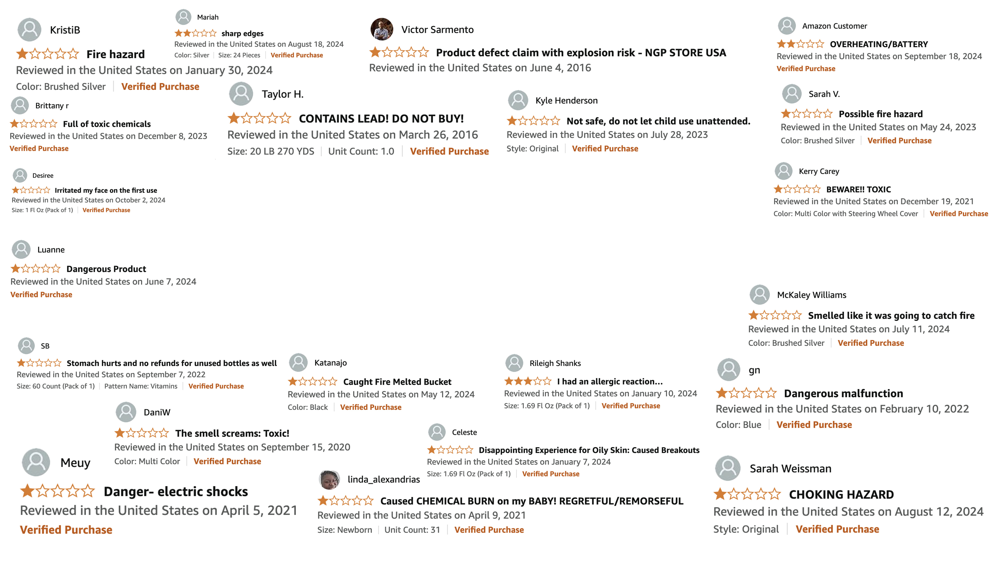 KristiB
Fire hazard
Reviewed in the United States on January 30, 2024
Color: Brushed Silver | Verified Purchase
Mariah
sharp edges
Reviewed in the United States on August 18, 2024
Color: Silver | Size: 24 Pieces | Verified Purchase
Victor Sarmento
Product defect claim with explosion risk - NGP STORE USA
Reviewed in the United States on June 4, 2016
Amazon Customer
OVERHEATING/BATTERY
Reviewed in the United States on September 18, 2024
Verified Purchase
Brittany r
Full of toxic chemicals
Reviewed in the United States on December 8, 2023
Verified Purchase
Taylor H.
CONTAINS LEAD! DO NOT BUY!
Reviewed in the United States on March 26, 2016
Size: 20 LB 270 YDS | Unit Count: 1.0 | Verified Purchase
Kyle Henderson
Not safe, do not let child use unattended.
Reviewed in the United States on July 28, 2023
Style: Original | Verified Purchase
Sarah V.
Possible fire hazard
Reviewed in the United States on May 24, 2023
Color: Brushed Silver | Verified Purchase
Desiree
Irritated my face on the first use
Reviewed in the United States on October 2, 2024
Size: 1 Fl Oz (Pack of 1) | Verified Purchase
Kerry Carey
BEWARE!! TOXIC
Reviewed in the United States on December 19, 2021
Color: Multi Color with Steering Wheel Cover | Verified Purchase
Luanne
Dangerous Product
Reviewed in the United States on June 7, 2024
Verified Purchase
McKaley Williams
Smelled like it was going to catch fire
Reviewed in the United States on July 11, 2024
Color: Brushed Silver | Verified Purchase
SB
Stomach hurts and no refunds for unused bottles as well
Reviewed in the United States on September 7, 2022
Size: 60 Count (Pack of 1) | Pattern Name: Vitamins | Verified Purchase
Katanajo
Caught Fire Melted Bucket
Reviewed in the United States on May 12, 2024
Color: Black | Verified Purchase
Rileigh Shanks
I had an allergic reaction...
Reviewed in the United States on January 10, 2024
Size: 1.69 Fl Oz (Pack of 1) | Verified Purchase
gn
Dangerous malfunction
Reviewed in the United States on February 10, 2022
Color: Blue | Verified Purchase
DaniW
The smell screams: Toxic!
Reviewed in the United States on September 15, 2020
Color: Multi Color | Verified Purchase
Celeste
Disappointing Experience for Oily Skin: Caused Breakouts
Reviewed in the United States on January 7, 2024
Size: 1.69 Fl Oz (Pack of 1) | Verified Purchase
Meuy
Danger- electric shocks
Reviewed in the United States on April 5, 2021
Verified Purchase
linda_alexandrias
Caused CHEMICAL BURN on my BABY! REGRETFUL/REMORSEFUL
Reviewed in the United States on April 9, 2021
Size: Newborn | Unit Count: 31 | Verified Purchase
Sarah Weissman
CHOKING HAZARD
Reviewed in the United States on August 12, 2024
Style: Original | Verified Purchase